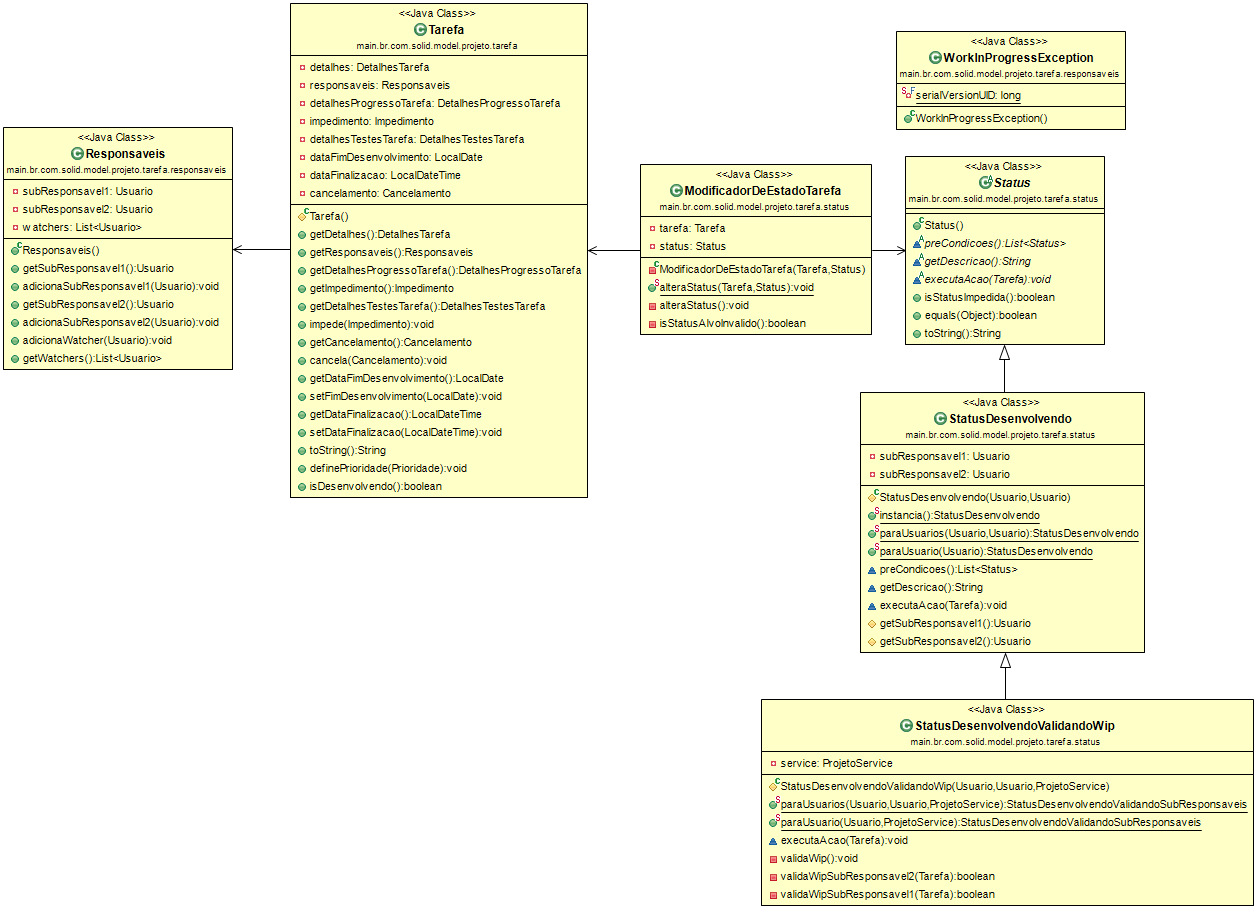 <<Java Class>>
Tarefa
main.br.com.solid.model.projeto.tarefa
detalhes: DetalhesTarefa
responsaveis: Responsaveis
detalhesProgressoTarefa: DetalhesProgressoTarefa
impedimento: Impedimento
detalhesTestesTarefa: DetalhesTestesTarefa
dataFimDesenvolvimento: LocalDate
dataFinalizacao: LocalDateTime
cancelamento: Cancelamento
Tarefa()
getDetalhes():DetalhesTarefa
getResponsaveis():Responsaveis
getDetalhesProgressoTarefa():DetalhesProgressoTarefa
getImpedimento():Impedimento
getDetalhesTestesTarefa():DetalhesTestesTarefa
impede(Impedimento):void
getCancelamento():Cancelamento
cancela(Cancelamento):void
getDataFimDesenvolvimento():LocalDate
setFimDesenvolvimento(LocalDate):void
getDataFinalizacao():LocalDateTime
setDataFinalizacao(LocalDateTime):void
toString():String
definePrioridade(Prioridade):void
isDesenvolvendo():boolean
<<Java Class>>
WorkInProgressException
main.br.com.solid.model.projeto.tarefa.responsaveis
serialVersionUID: long
WorkInProgressException()
<<Java Class>>
Responsaveis
main.br.com.solid.model.projeto.tarefa.responsaveis
subResponsavel1: Usuario
subResponsavel2: Usuario
watchers: List<Usuario>
Responsaveis()
getSubResponsavel1():Usuario
adicionaSubResponsavel1(Usuario):void
getSubResponsavel2():Usuario
adicionaSubResponsavel2(Usuario):void
adicionaWatcher(Usuario):void
getWatchers():List<Usuario>
<<Java Class>>
ModificadorDeEstadoTarefa
main.br.com.solid.model.projeto.tarefa.status
tarefa: Tarefa
status: Status
ModificadorDeEstadoTarefa(Tarefa,Status)
alteraStatus(Tarefa,Status):void
alteraStatus():void
isStatusAlvoInvalido():boolean
<<Java Class>>
Status
main.br.com.solid.model.projeto.tarefa.status
Status()
preCondicoes():List<Status>
getDescricao():String
executaAcao(Tarefa):void
isStatusImpedida():boolean
equals(Object):boolean
toString():String
<<Java Class>>
StatusDesenvolvendo
main.br.com.solid.model.projeto.tarefa.status
subResponsavel1: Usuario
subResponsavel2: Usuario
StatusDesenvolvendo(Usuario,Usuario)
instancia():StatusDesenvolvendo
paraUsuarios(Usuario,Usuario):StatusDesenvolvendo
paraUsuario(Usuario):StatusDesenvolvendo
preCondicoes():List<Status>
getDescricao():String
executaAcao(Tarefa):void
getSubResponsavel1():Usuario
getSubResponsavel2():Usuario
<<Java Class>>
StatusDesenvolvendoValidandoWip
main.br.com.solid.model.projeto.tarefa.status
service: ProjetoService
StatusDesenvolvendoValidandoWip(Usuario,Usuario,ProjetoService)
paraUsuarios(Usuario,Usuario,ProjetoService):StatusDesenvolvendoValidandoSubResponsaveis
paraUsuario(Usuario,ProjetoService):StatusDesenvolvendoValidandoSubResponsaveis
executaAcao(Tarefa):void
validaWip():void
validaWipSubResponsavel2(Tarefa):boolean
validaWipSubResponsavel1(Tarefa):boolean